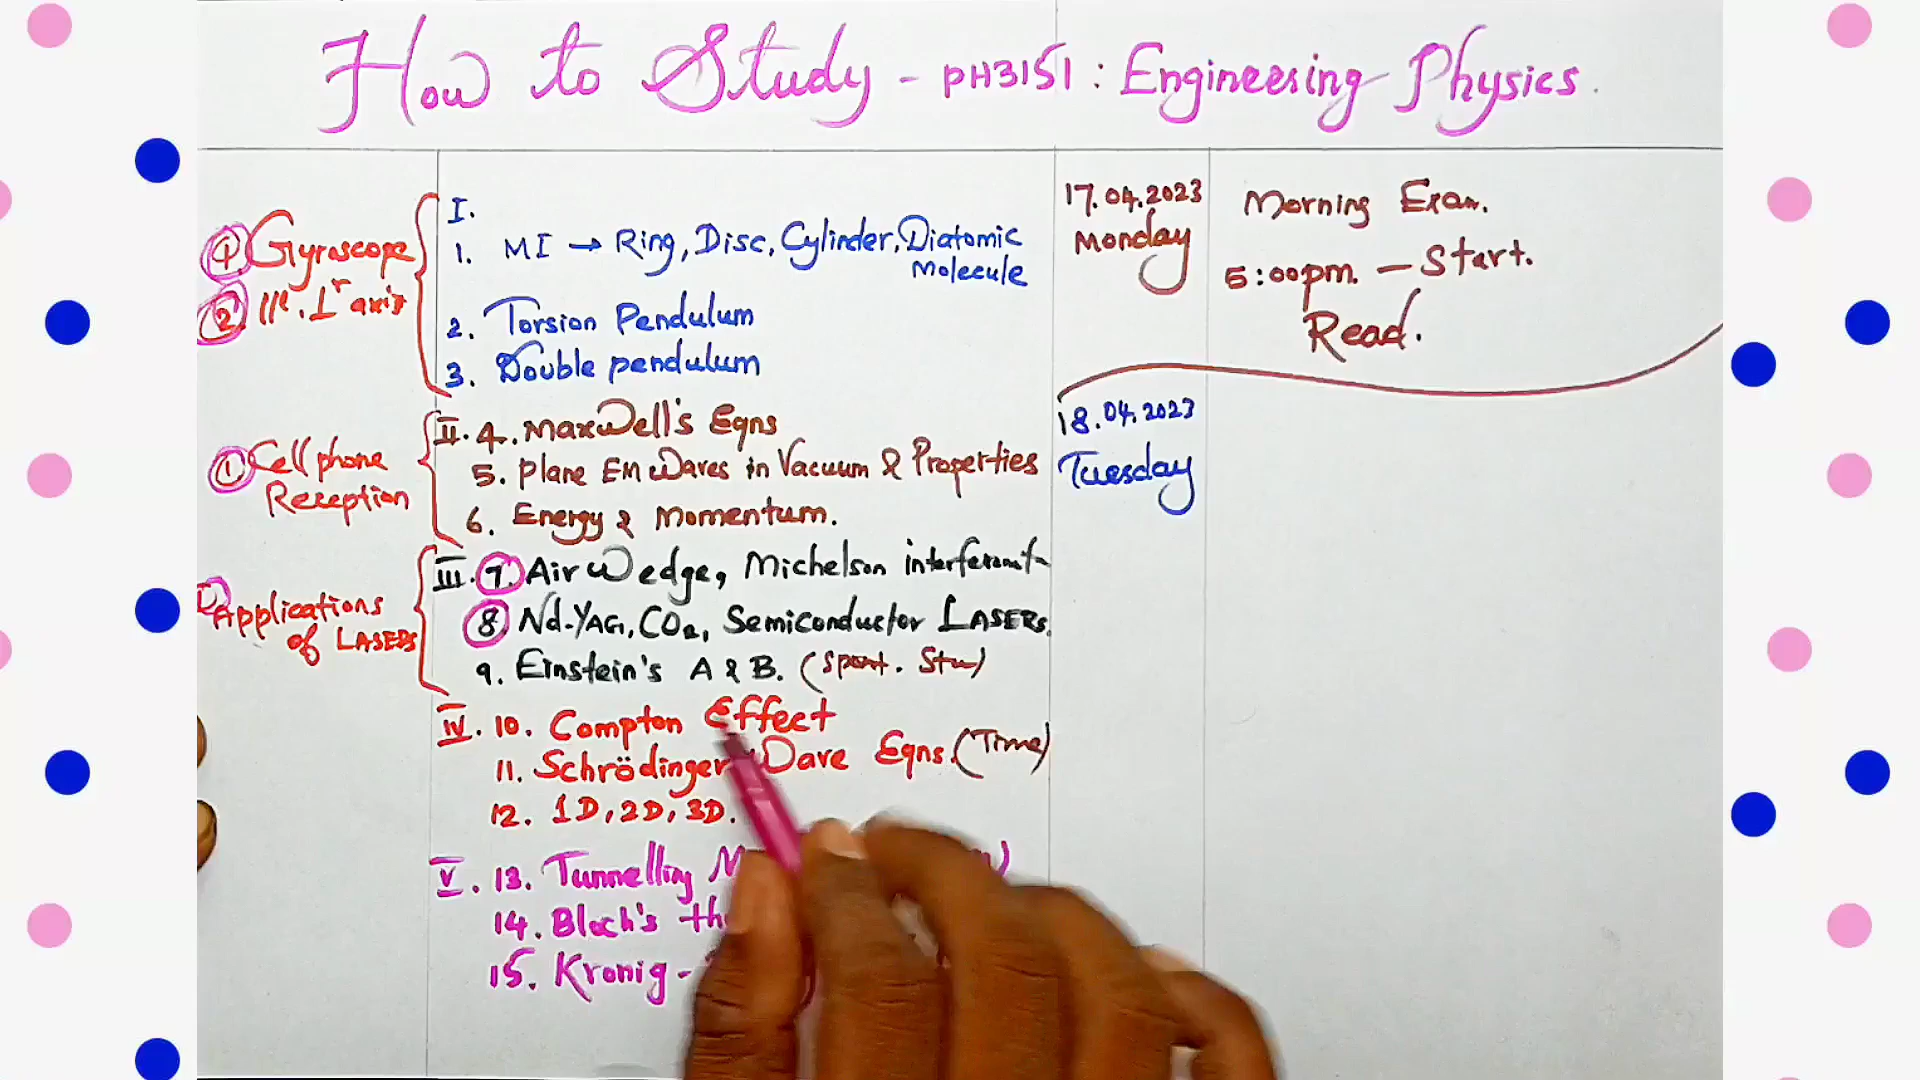 How to Study - PH3151 : Engineering Physics.
① Gyroscope
② 11ˡ. ⊥ʳ axis
I.
1. MI → Ring, Disc, Cylinder, Diatomic
Molecule
2. Torsion Pendulum
3. Double pendulum
① Cell phone
Reception
II. 4. Maxwell's Eqns
5. Plane EM Waves in Vacuum & Properties
6. Energy & Momentum.
① Applications
of LASERS
III. 7. Air Wedge, Michelson
8. Nd-YAG, CO₂, Semiconductor LASERs.
9. Einstein's A & B. (Spont. Stu)
IV. 10. Compton Effect
11. Schrödinger Wave Eqns. (Time)
12. 1D, 2D, 3D.
V. 13. Tunnelling
14. Bloch's
15. Kronig -
17.04.2023
Monday
Morning Exam.
5:00pm. - Start.
Read.
18.04.2023
Tuesday